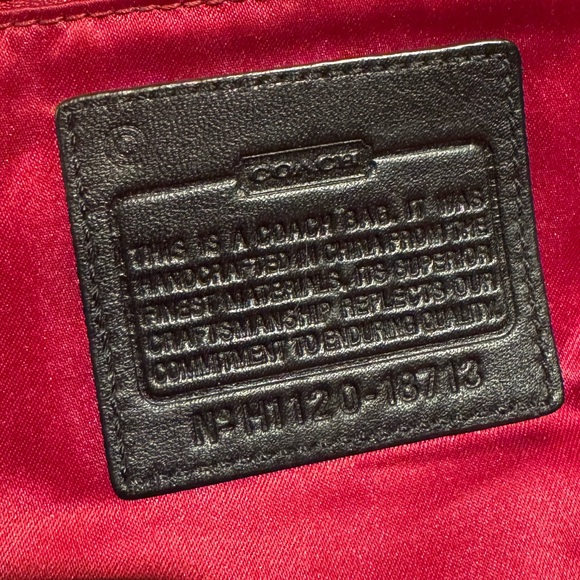 COACH
THIS IS A COACH BAG. IT WAS
HANDCRAFTED IN CHINA FROM THE
FINEST MATERIALS. ITS SUPERIOR
CRAFTSMANSHIP REFLECTS OUR
COMMITMENT TO ENDURING QUALITY.
Nº H1120-18713